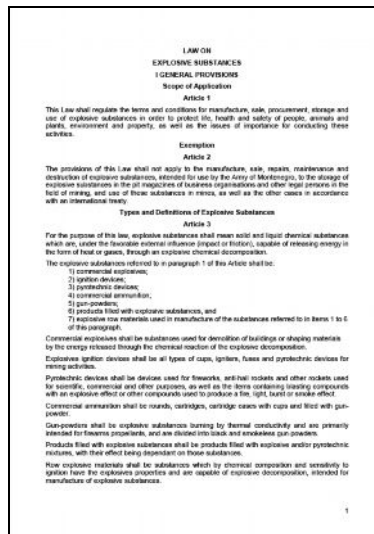 LAW ON
EXPLOSIVE SUBSTANCES
I GENERAL PROVISIONS
Scope of Application
Article 1
This Law shall regulate the terms and conditions for manufacture, sale, procurement, storage and
use of explosive substances in order to protect life, health and safety of people, animals and
plants, environment and property, as well as the issues of importance for conducting these
activities.
Exemption
Article 2
The provisions of this Law shall not apply to the manufacture, sale, repairs, maintenance and
destruction of explosive substances, intended for use by the Army of Montenegro, to the storage of
explosive substances in the pit magazines of business organisations and other legal persons in the
field of mining, and use of those substances in mines, as well as the other cases in accordance
with an international treaty.
Types and Definitions of Explosive Substances
Article 3
For the purpose of this law, explosive substances shall mean solid and liquid chemical substances
which are, under the favorable external influence (impact or friction), capable of releasing energy in
the form of heat or gases, through an explosive chemical decomposition.
The explosive substances referred to in paragraph 1 of this Article shall be:
1) commercial explosives;
2) ignition devices;
3) pyrotechnic devices;
4) commercial ammunition;
5) gun-powders;
6) products filled with explosive substances, and
7) explosive row materials used in manufacture of the substances referred to in items 1 to 6
of this paragraph.
Commercial explosives shall be substances used for demolition of buildings or shaping materials
by the energy released through the chemical reaction of the explosive decomposition.
Explosives ignition devices shall be all types of cups, igniters, fuses and pyrotechnic devices for
mining activities.
Pyrotechnic devices shall be devices used for fireworks, anti-hail rockets and other rockets used
for scientific, commercial and other purposes, as well as the items containing blasting compounds
with an explosive effect or other compounds used to produce a fire, light, burst or smoke effect.
Commercial ammunition shall be rounds, cartridges, cartridge cases with cups and filled with gun-
powder.
Gun-powders shall be explosive substances burning by thermal conductivity and are primarily
intended for firearms propellants, and are divided into black and smokeless gun powders.
Products filled with explosive substances shall be products filled with explosive and/or pyrotechnic
mixtures, with their effect being dependant on those substances.
Row explosive materials shall be substances which by chemical composition and sensitivity to
ignition have the explosives properties and are capable of explosive decomposition, intended for
manufacture of explosive substances.
1